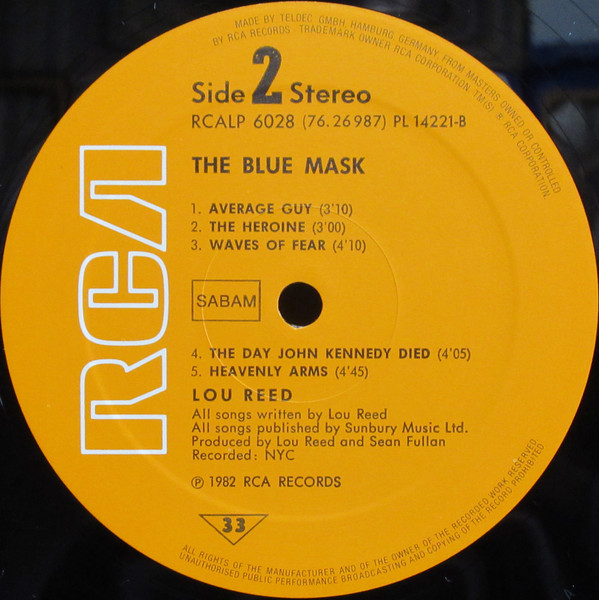 MADE BY TELDEC GMBH HAMBURG GERMANY FROM MASTERS OWNED OR CONTROLLED
BY RCA RECORDS · TRADEMARK OWNER RCA CORPORATION TM(S) ® RCA CORPORATION
Side 2 Stereo
RCALP 6028 (76.26987) PL 14221-B
THE BLUE MASK
1. AVERAGE GUY (3'10)
2. THE HEROINE (3'00)
3. WAVES OF FEAR (4'10)
RCA
SABAM
4. THE DAY JOHN KENNEDY DIED (4'05)
5. HEAVENLY ARMS (4'45)
LOU REED
All songs written by Lou Reed
All songs published by Sunbury Music Ltd.
Produced by Lou Reed and Sean Fullan
Recorded: NYC
℗ 1982 RCA RECORDS
33
ALL RIGHTS OF THE MANUFACTURER AND OF THE OWNER OF THE RECORDED WORK RESERVED
UNAUTHORISED PUBLIC PERFORMANCE BRDADCASTING AND COPYING OF THE RECORD PROHIBITED